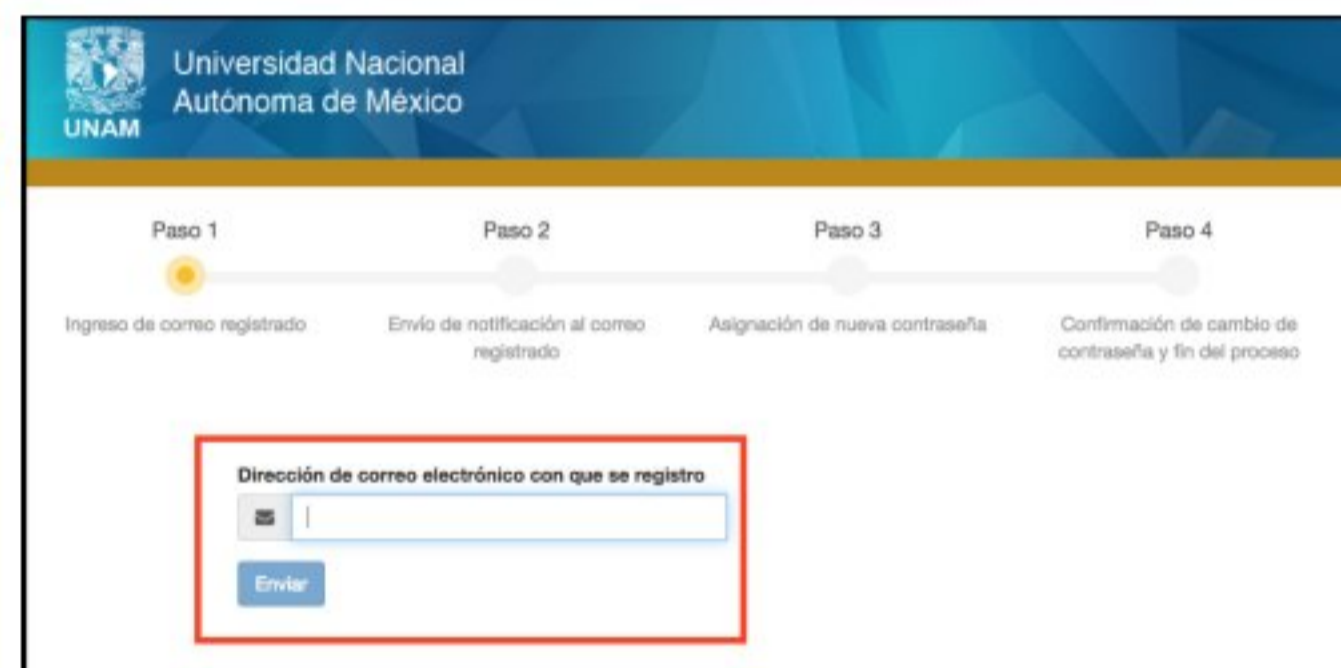 Universidad Nacional
Autónoma de México
UNAM
Paso 1
Paso 2
Paso 3
Paso 4
Ingreso de correo registrado
Envío de notificación al correo
registrado
Asignación de nueva contraseña
Confirmación de cambio de
contraseña y fin del proceso
Dirección de correo electrónico con que se registro
Enviar